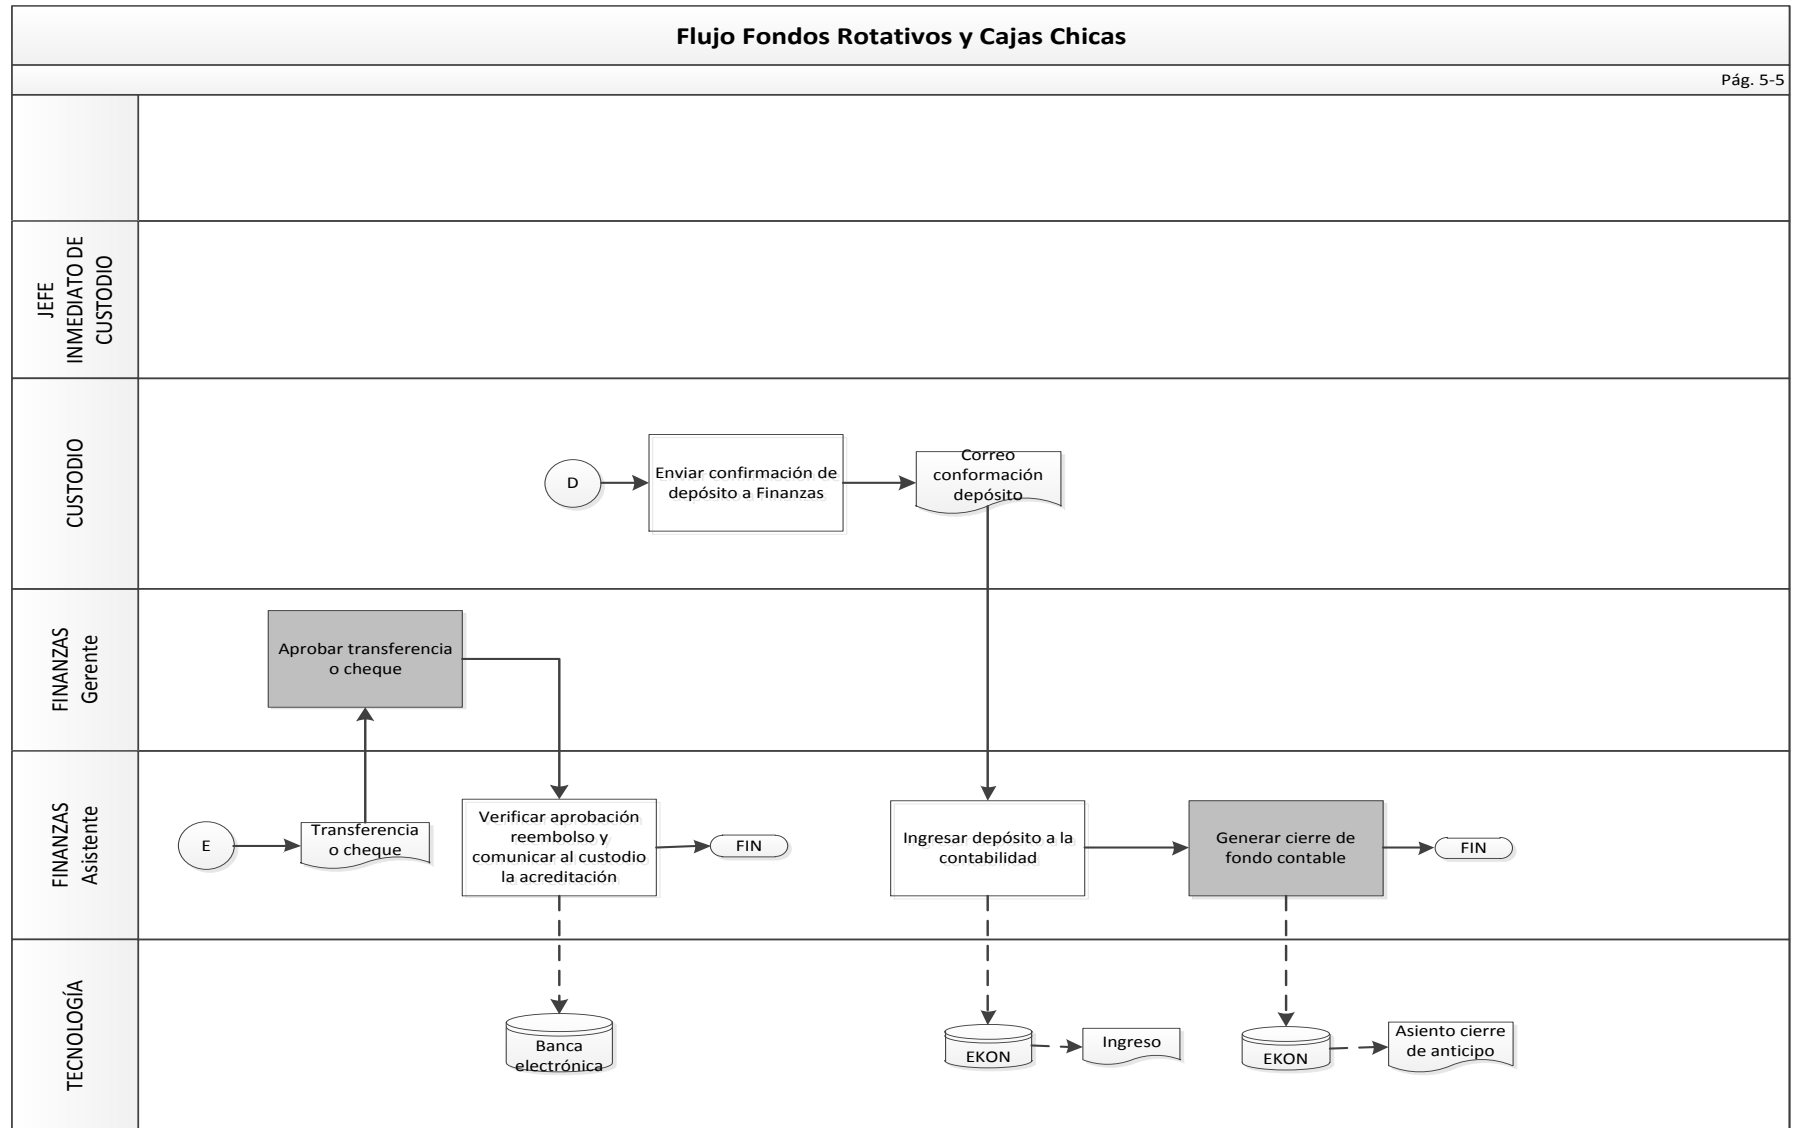 Flujo Fondos Rotativos y Cajas Chicas
Pág. 5-5
JEFE
INMEDIATO DE
CUSTODIO
CUSTODIO
D
Enviar confirmación de
depósito a Finanzas
Correo
conformación
depósito
FINANZAS
Gerente
Aprobar transferencia
o cheque
FINANZAS
Asistente
E
Transferencia
o cheque
Verificar aprobación
reembolso y
comunicar al custodio
la acreditación
FIN
Ingresar depósito a la
contabilidad
Generar cierre de
fondo contable
FIN
TECNOLOGÍA
Banca
electrónica
EKON
Ingreso
EKON
Asiento cierre
de anticipo